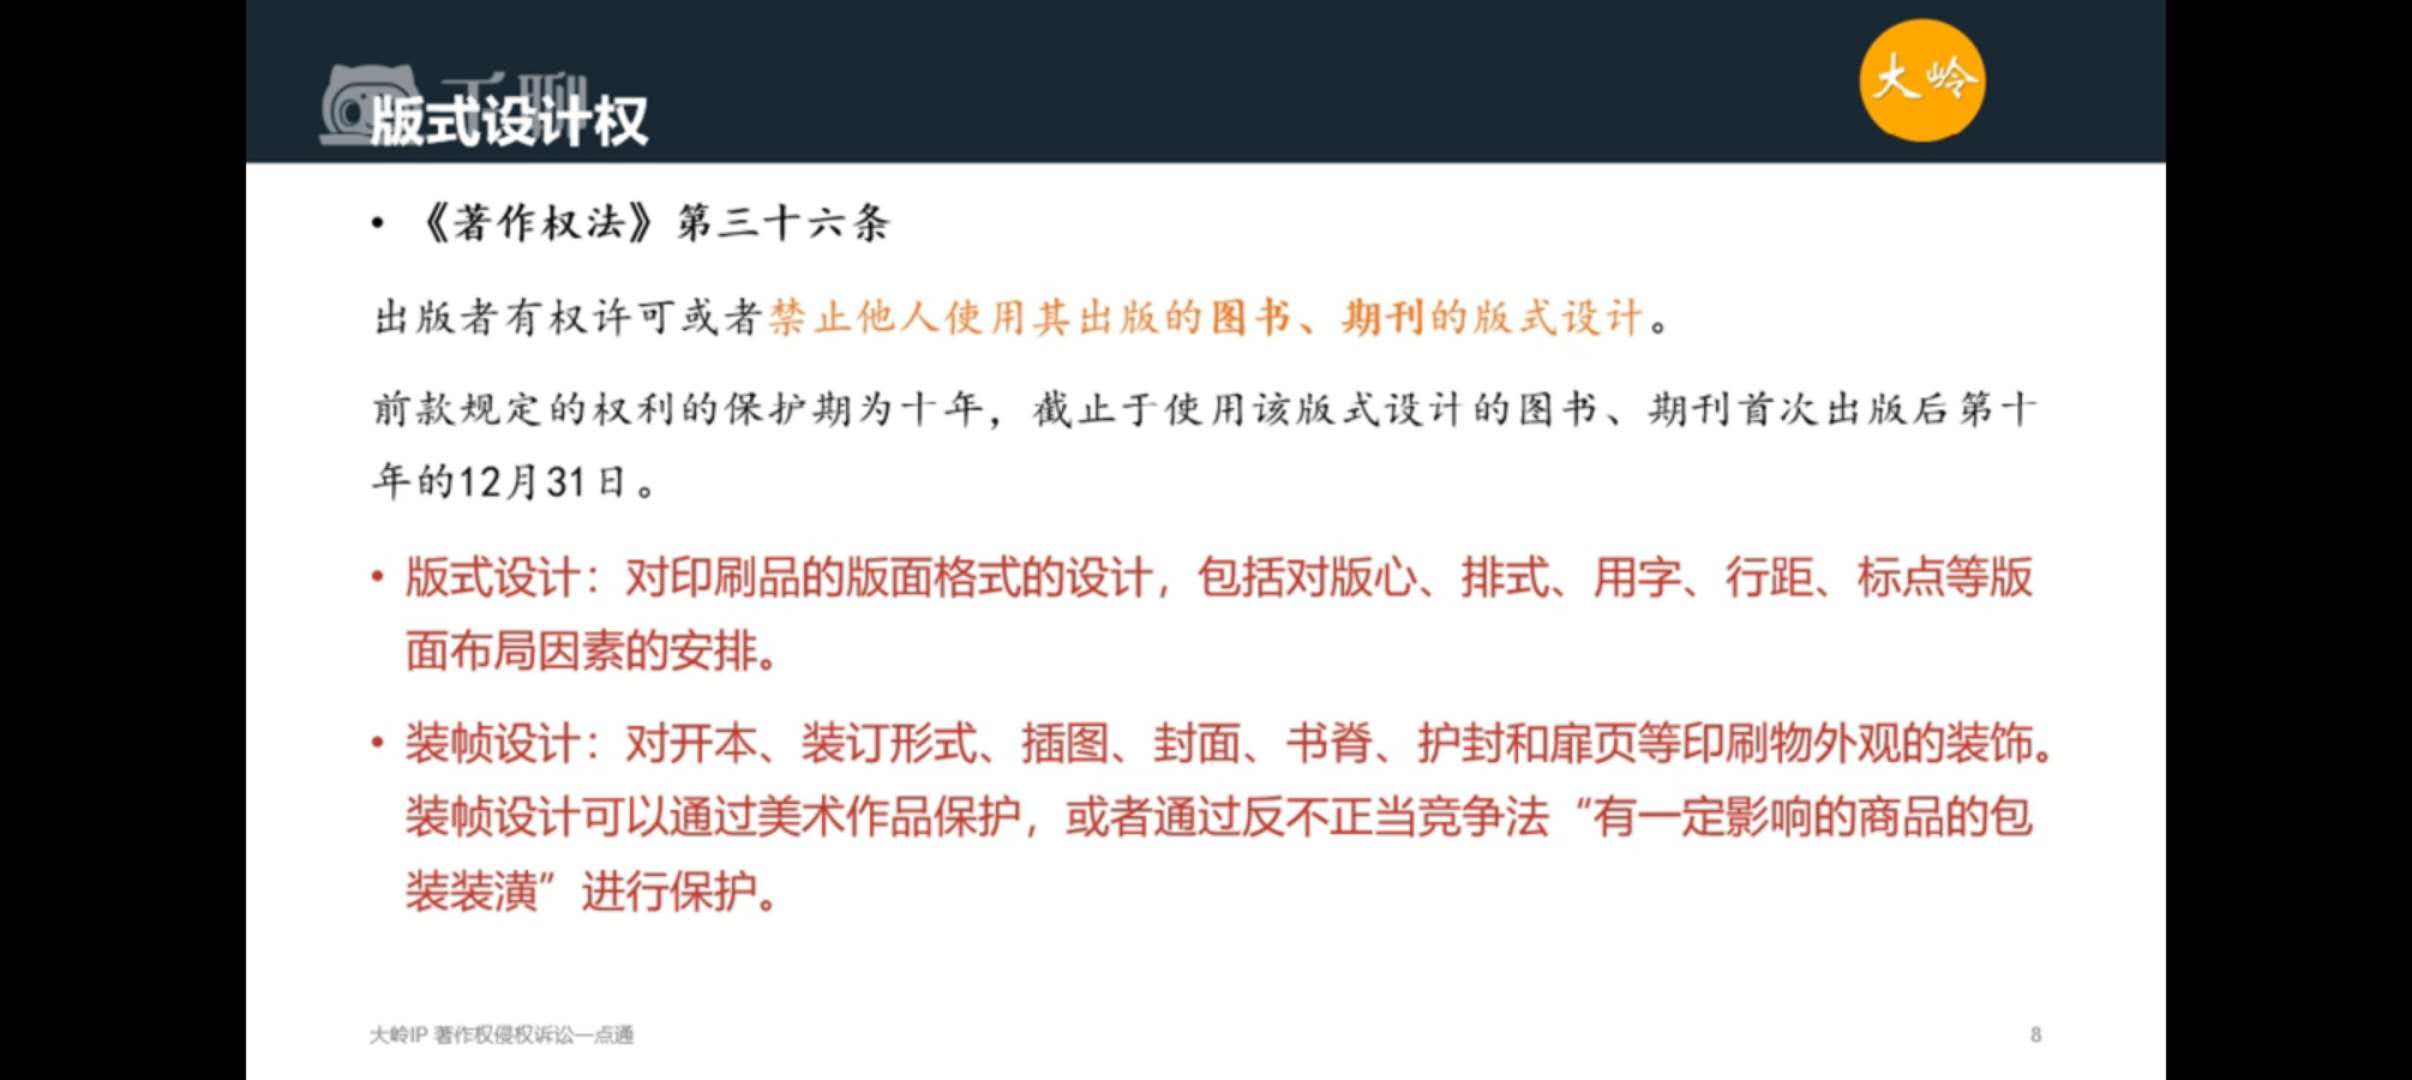 千聊
大岭
版式设计权
• 《著作权法》第三十六条
出版者有权许可或者禁止他人使用其出版的图书、期刊的版式设计。
前款规定的权利的保护期为十年，截止于使用该版式设计的图书、期刊首次出版后第十
年的12月31日。
• 版式设计：对印刷品的版面格式的设计，包括对版心、排式、用字、行距、标点等版
面布局因素的安排。
• 装帧设计：对开本、装订形式、插图、封面、书脊、护封和扉页等印刷物外观的装饰。
装帧设计可以通过美术作品保护，或者通过反不正当竞争法“有一定影响的商品的包
装装潢”进行保护。
大岭IP 著作权侵权诉讼一点通
8